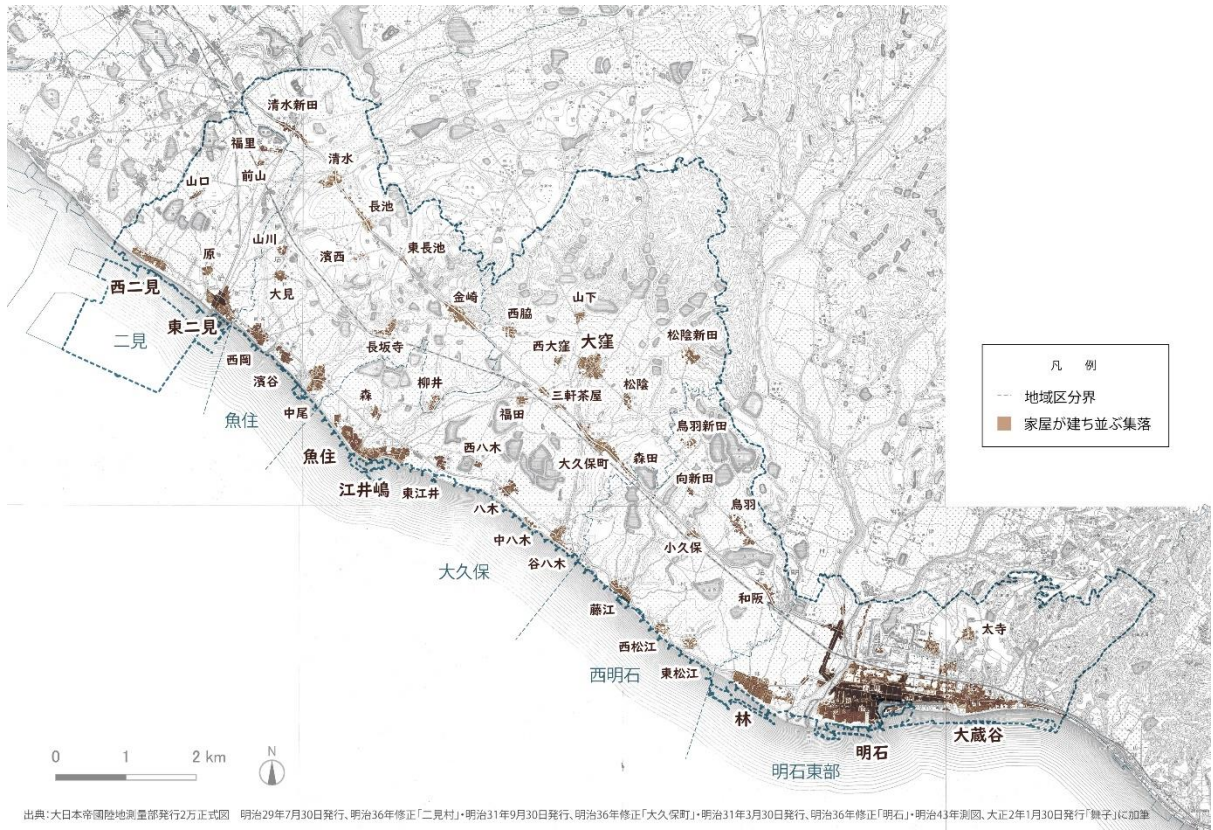 清水新田
福里
清水
前山
山口
長池
山川
東長池
原
濱西
大見
金崎
西脇
山下
西二見
東二見
二見
西大窪
大窪
松陰新田
長坂寺
西岡
柳井
三軒茶屋
松陰
濱谷
森
福田
中尾
鳥羽新田
魚住
魚住
西八木
大久保町
森田
江井嶋
東江井
向新田
八木
鳥羽
中八木
小久保
大久保
谷八木
和阪
藤江
太寺
西松江
西明石
東松江
林
明石
大蔵谷
明石東部
凡 例
地域区分界
家屋が建ち並ぶ集落
0 1 2 km
N
出典:大日本帝國陸地測量部発行2万正式図 明治29年7月30日発行、明治36年修正「二見村」・明治31年9月30日発行、明治36年修正「大久保町」・明治31年3月30日発行、明治36年修正「明石」・明治43年測図、大正2年1月30日発行「舞子」に加筆